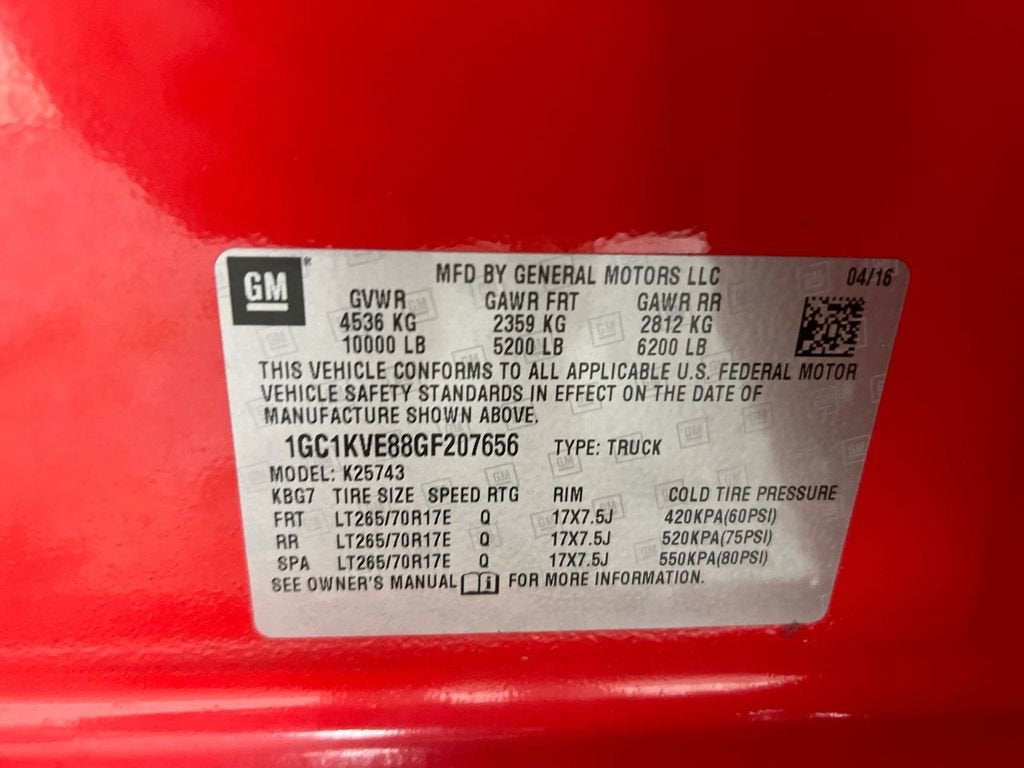 GM® MFD BY GENERAL MOTORS LLC 04/16
GVWR GAWR FRT GAWR RR
4536 KG 2359 KG 2812 KG
10000 LB 5200 LB 6200 LB
THIS VEHICLE CONFORMS TO ALL APPLICABLE U.S. FEDERAL MOTOR
VEHICLE SAFETY STANDARDS IN EFFECT ON THE DATE OF
MANUFACTURE SHOWN ABOVE.
1GC1KVE88GF207656 TYPE: TRUCK
MODEL: K25743
KBG7 TIRE SIZE SPEED RTG RIM COLD TIRE PRESSURE
FRT LT265/70R17E Q 17X7.5J 420KPA(60PSI)
RR LT265/70R17E Q 17X7.5J 520KPA(75PSI)
SPA LT265/70R17E Q 17X7.5J 550KPA(80PSI)
SEE OWNER'S MANUAL FOR MORE INFORMATION.